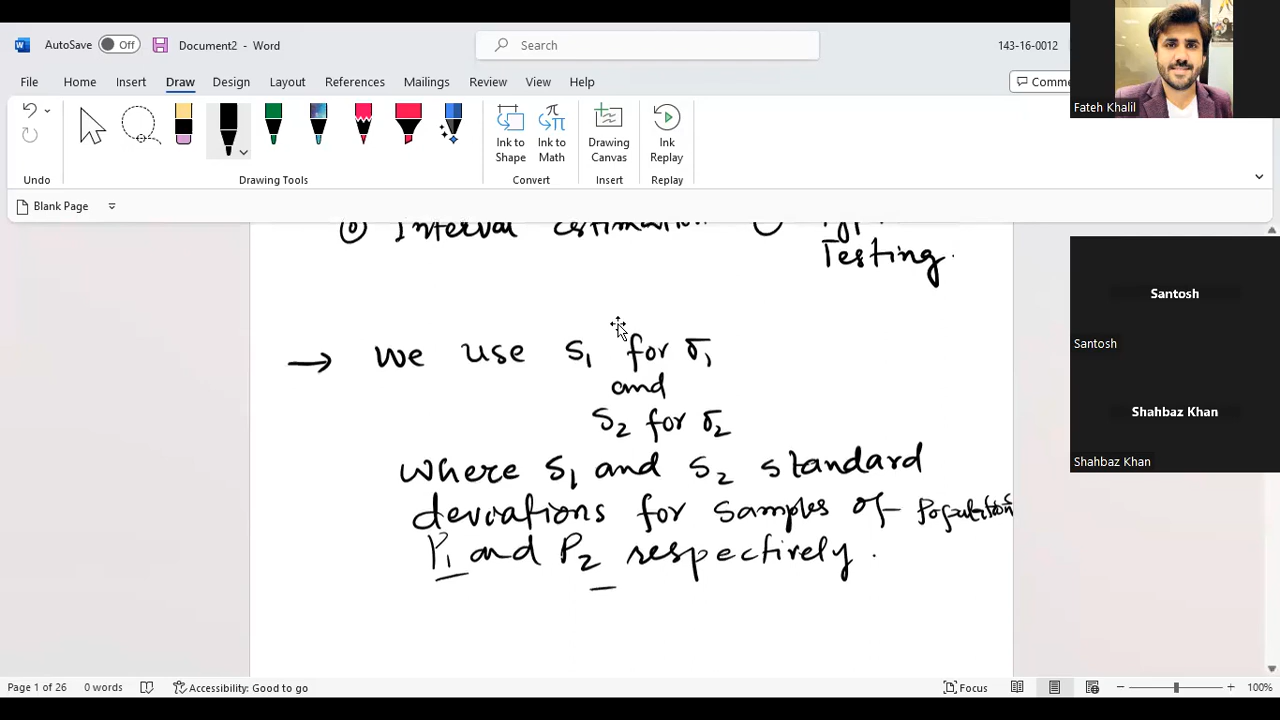 AutoSave Off Document2 - Word Search 143-16-0012
File Home Insert Draw Design Layout References Mailings Review View Help
Fateh Khalil
Ink to Shape Ink to Math Drawing Canvas Ink Replay
Undo Drawing Tools Convert Insert Replay
Blank Page
b Interval estimation
Testing.
→ We use S₁ for σ₁
and
S₂ for σ₂
where S₁ and S₂ standard
deviations for samples of populations
P₁ and P₂ respectively.
Santosh
Santosh
Shahbaz Khan
Shahbaz Khan
Page 1 of 26 0 words Accessibility: Good to go Focus 100%